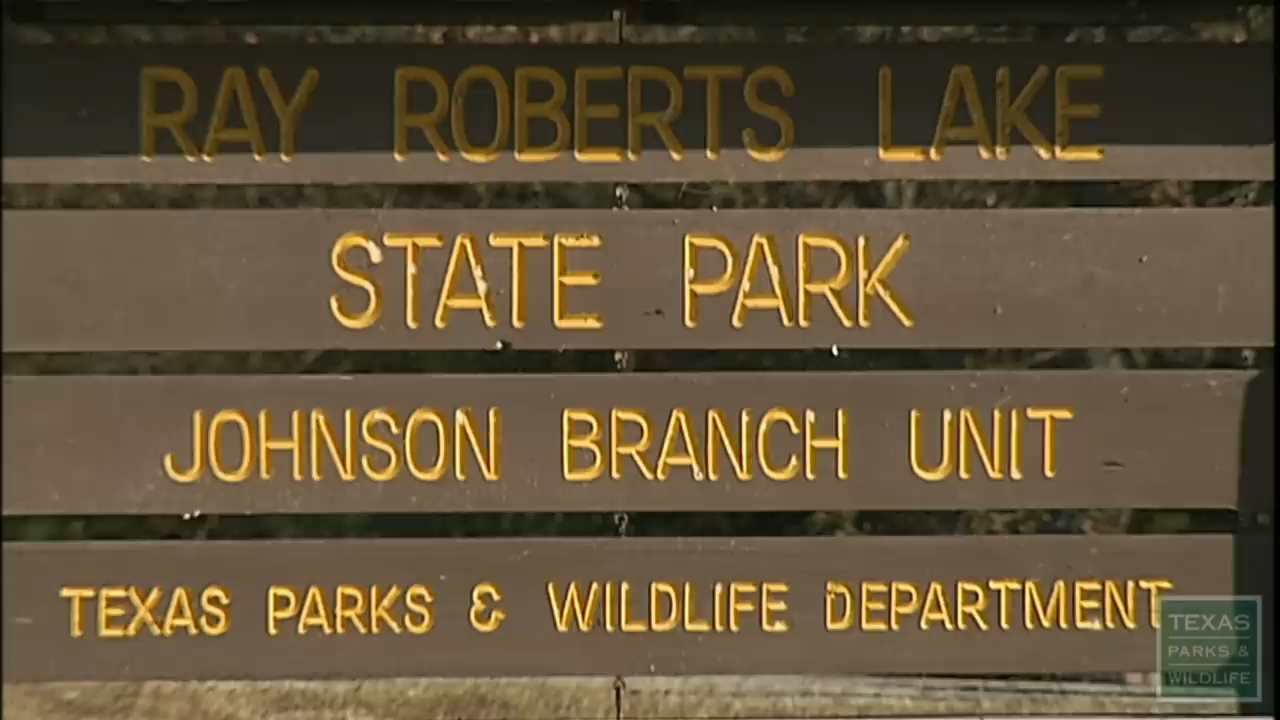 RAY ROBERTS LAKE
STATE PARK
JOHNSON BRANCH UNIT
TEXAS PARKS & WILDLIFE DEPARTMENT
TEXAS
PARKS &
WILDLIFE